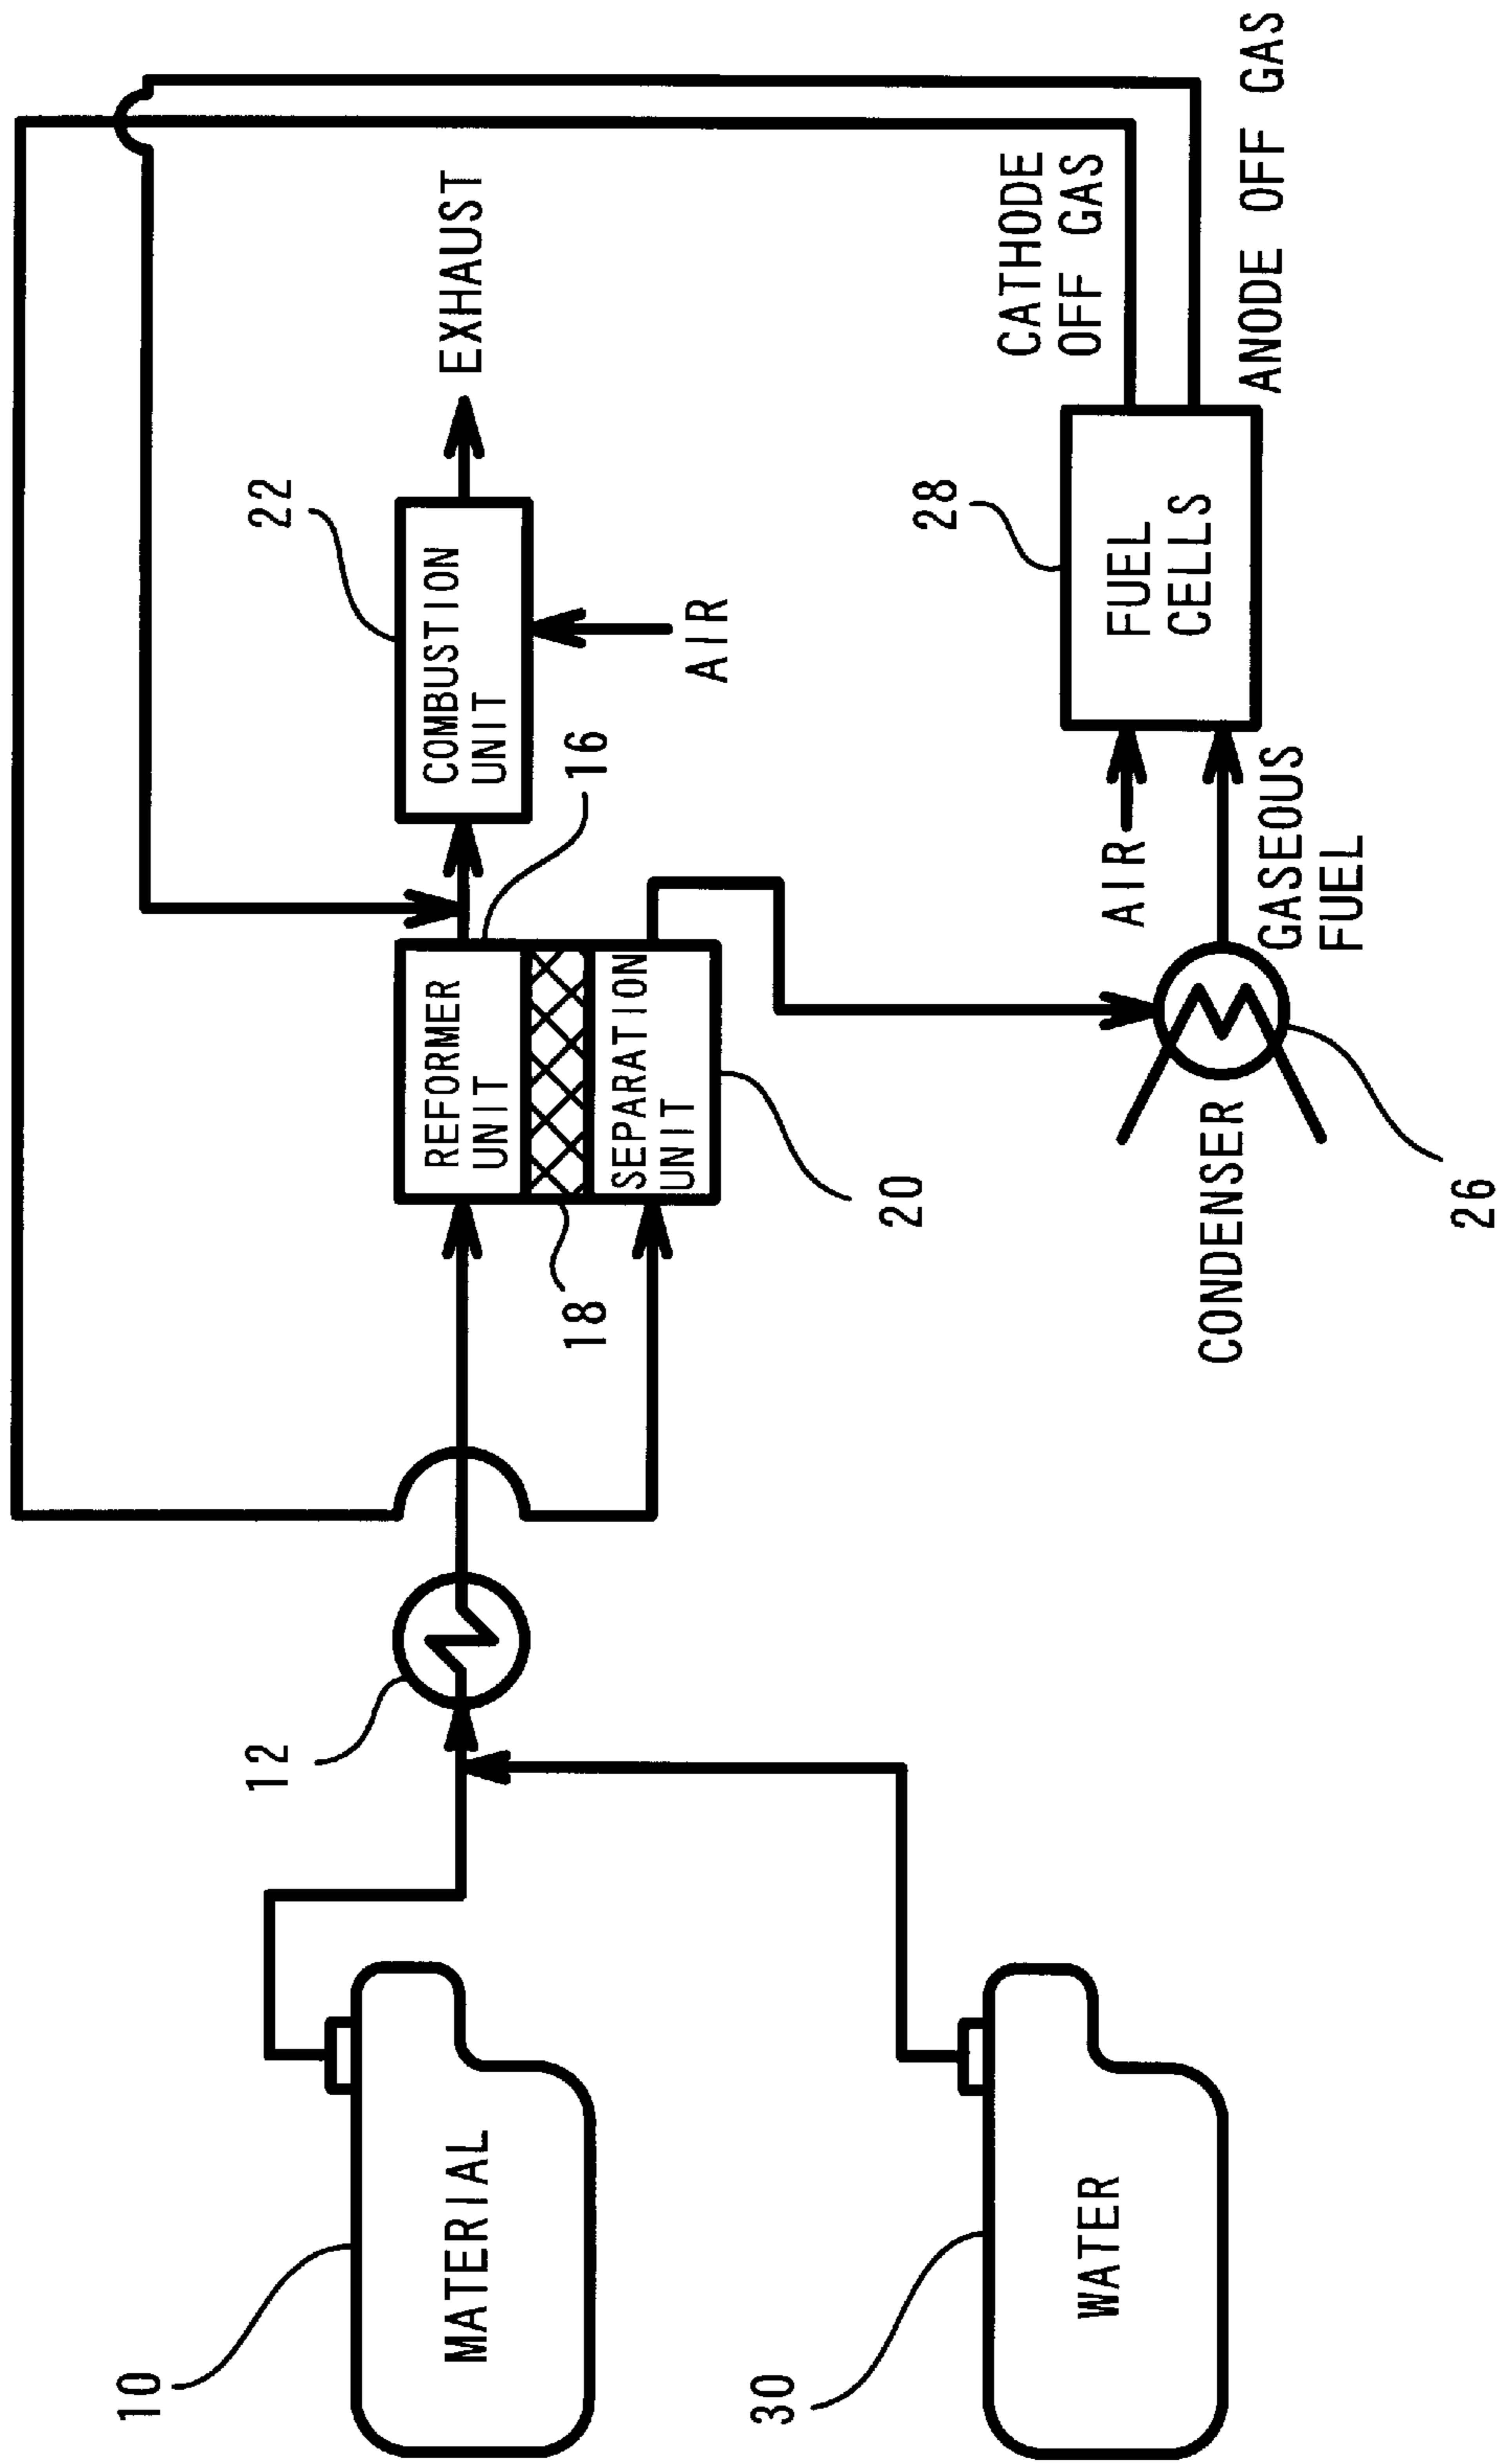 22
COMBUSTION
UNIT
EXHAUST
AIR
16
REFORMER
UNIT
SEPARATION
UNIT
18
20
12
10
MATERIAL
30
WATER
CATHODE
OFF GAS
ANODE OFF GAS
28
FUEL
CELLS
AIR
GASEOUS
FUEL
CONDENSER
26